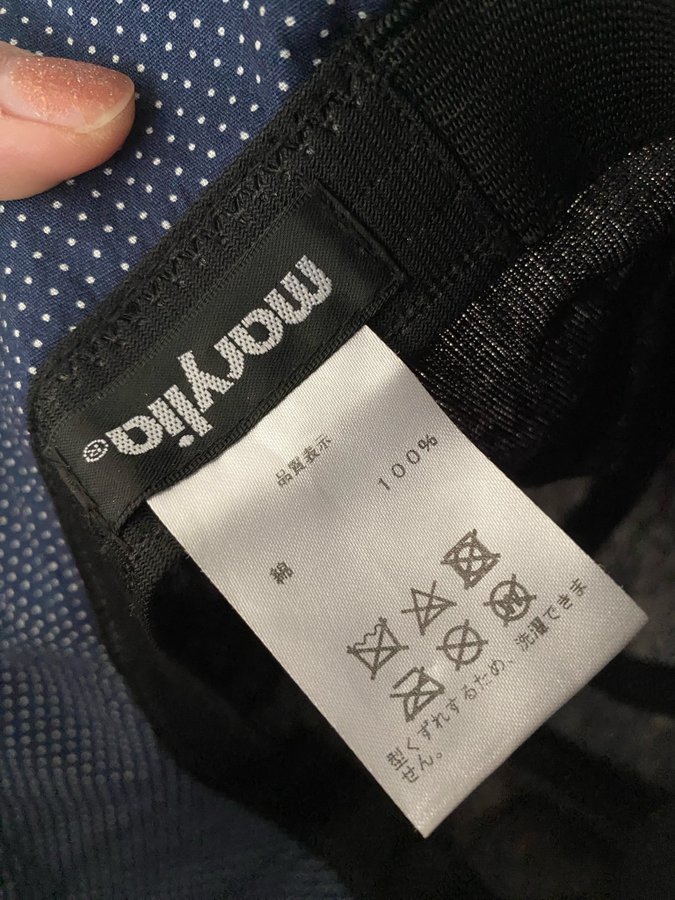 marylia®
品質表示
綿 100%
型くずれするため、洗濯できま
せん。